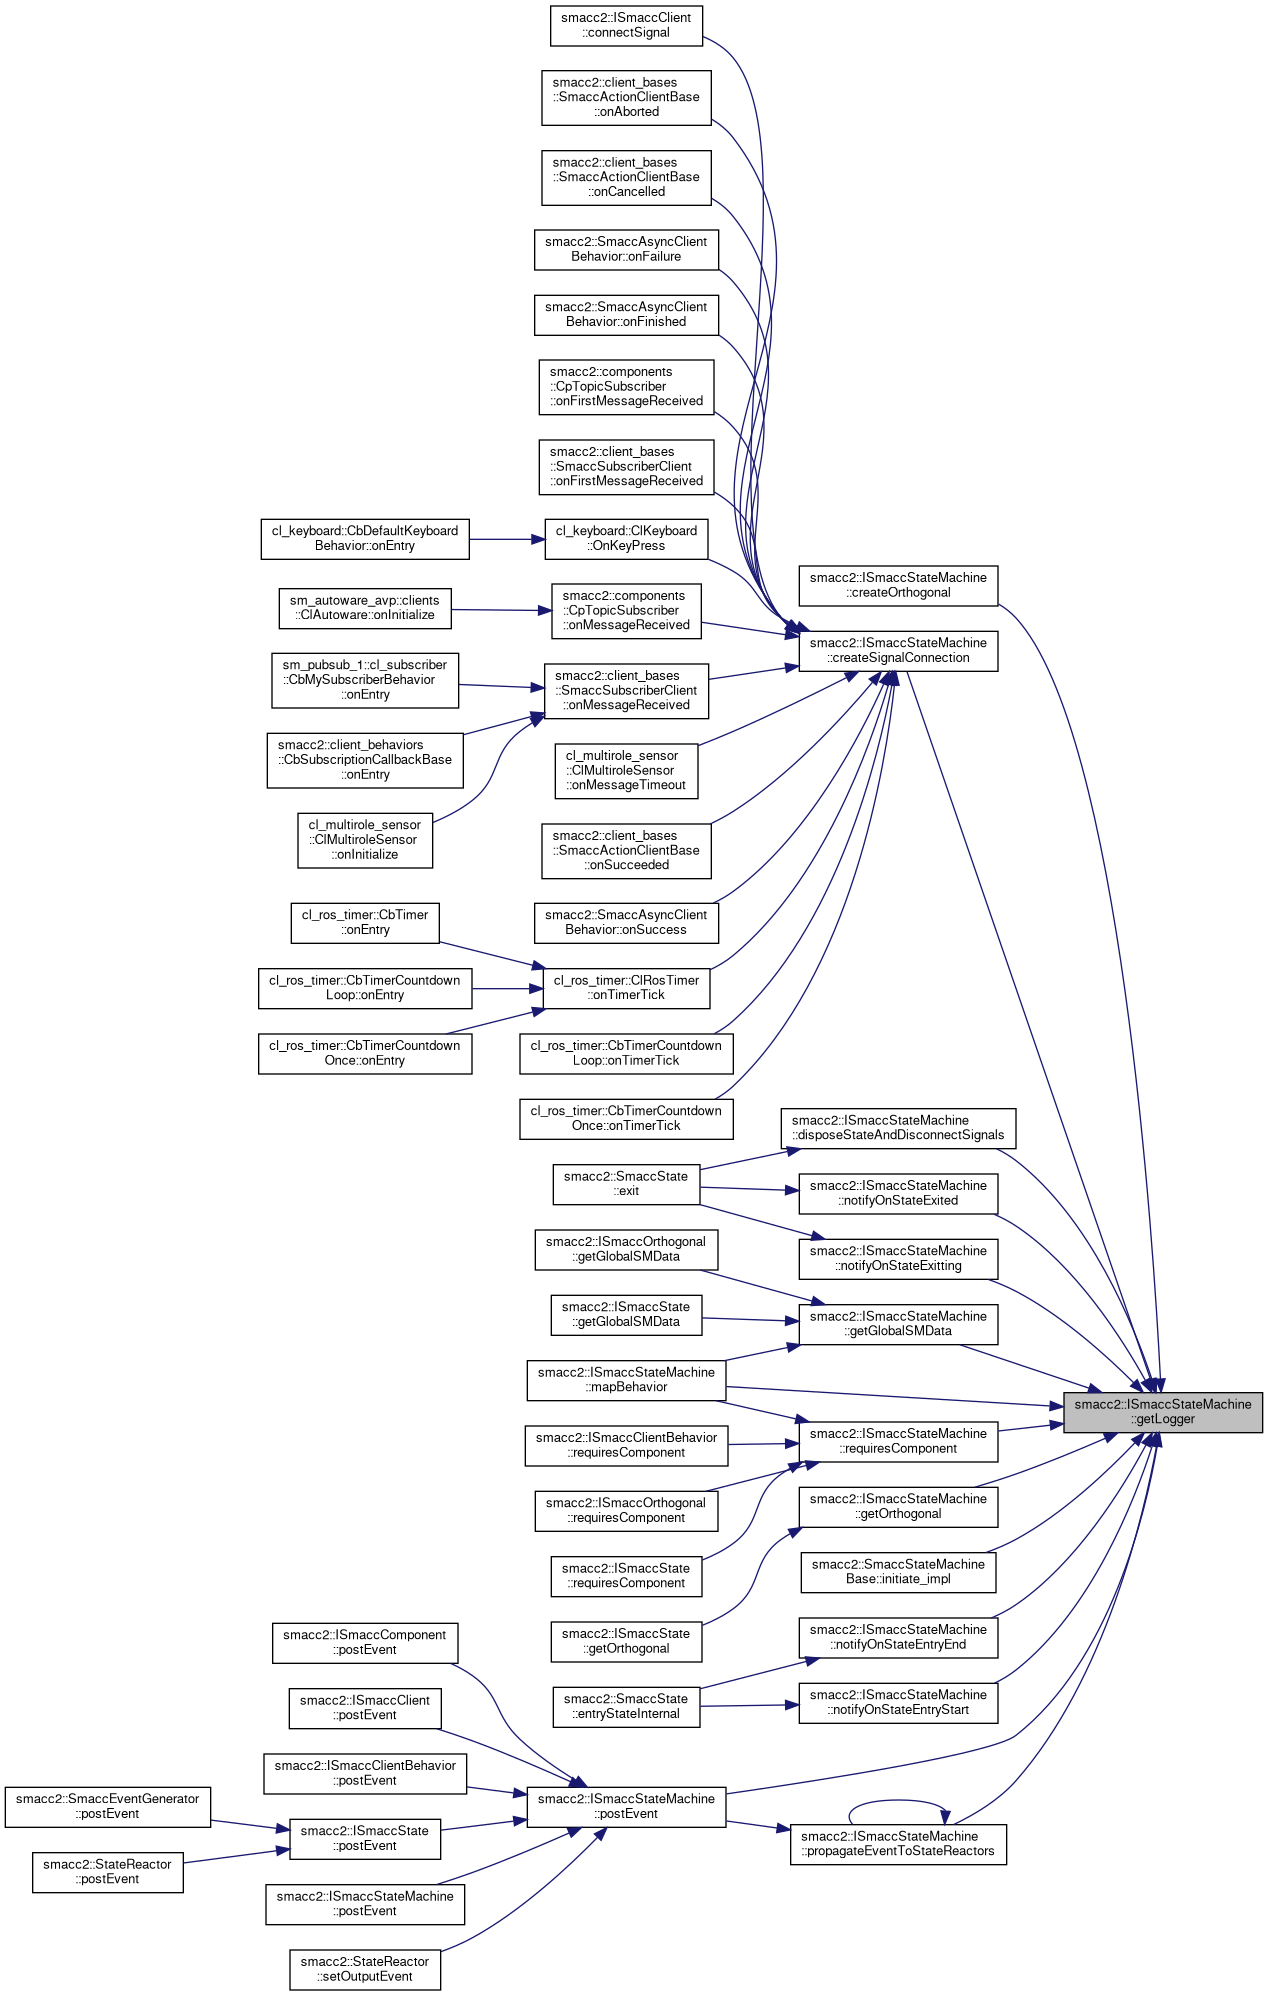 smacc2::ISmaccClient
::connectSignal
smacc2::client_bases
::SmaccActionClientBase
::onAborted
smacc2::client_bases
::SmaccActionClientBase
::onCancelled
smacc2::SmaccAsyncClient
Behavior::onFailure
smacc2::SmaccAsyncClient
Behavior::onFinished
smacc2::components
::CpTopicSubscriber
::onFirstMessageReceived
smacc2::client_bases
::SmaccSubscriberClient
::onFirstMessageReceived
cl_keyboard::CbDefaultKeyboard
Behavior::onEntry
cl_keyboard::ClKeyboard
::OnKeyPress
smacc2::ISmaccStateMachine
::createOrthogonal
sm_autoware_avp::clients
::ClAutoware::onInitialize
smacc2::components
::CpTopicSubscriber
::onMessageReceived
smacc2::ISmaccStateMachine
::createSignalConnection
sm_pubsub_1::cl_subscriber
::CbMySubscriberBehavior
::onEntry
smacc2::client_bases
::SmaccSubscriberClient
::onMessageReceived
smacc2::client_behaviors
::CbSubscriptionCallbackBase
::onEntry
cl_multirole_sensor
::ClMultiroleSensor
::onMessageTimeout
cl_multirole_sensor
::ClMultiroleSensor
::onInitialize
smacc2::client_bases
::SmaccActionClientBase
::onSucceeded
cl_ros_timer::CbTimer
::onEntry
smacc2::SmaccAsyncClient
Behavior::onSuccess
cl_ros_timer::CbTimerCountdown
Loop::onEntry
cl_ros_timer::ClRosTimer
::onTimerTick
cl_ros_timer::CbTimerCountdown
Once::onEntry
cl_ros_timer::CbTimerCountdown
Loop::onTimerTick
cl_ros_timer::CbTimerCountdown
Once::onTimerTick
smacc2::ISmaccStateMachine
::disposeStateAndDisconnectSignals
smacc2::SmaccState
::exit
smacc2::ISmaccStateMachine
::notifyOnStateExited
smacc2::ISmaccOrthogonal
::getGlobalSMData
smacc2::ISmaccStateMachine
::notifyOnStateExitting
smacc2::ISmaccState
::getGlobalSMData
smacc2::ISmaccStateMachine
::getGlobalSMData
smacc2::ISmaccStateMachine
::mapBehavior
smacc2::ISmaccStateMachine
::getLogger
smacc2::ISmaccClientBehavior
::requiresComponent
smacc2::ISmaccStateMachine
::requiresComponent
smacc2::ISmaccOrthogonal
::requiresComponent
smacc2::ISmaccStateMachine
::getOrthogonal
smacc2::ISmaccState
::requiresComponent
smacc2::SmaccStateMachine
Base::initiate_impl
smacc2::ISmaccState
::getOrthogonal
smacc2::ISmaccStateMachine
::notifyOnStateEntryEnd
smacc2::ISmaccComponent
::postEvent
smacc2::SmaccState
::entryStateInternal
smacc2::ISmaccStateMachine
::notifyOnStateEntryStart
smacc2::ISmaccClient
::postEvent
smacc2::ISmaccClientBehavior
::postEvent
smacc2::SmaccEventGenerator
::postEvent
smacc2::ISmaccState
::postEvent
smacc2::ISmaccStateMachine
::postEvent
smacc2::ISmaccStateMachine
::propagateEventToStateReactors
smacc2::StateReactor
::postEvent
smacc2::ISmaccStateMachine
::postEvent
smacc2::StateReactor
::setOutputEvent